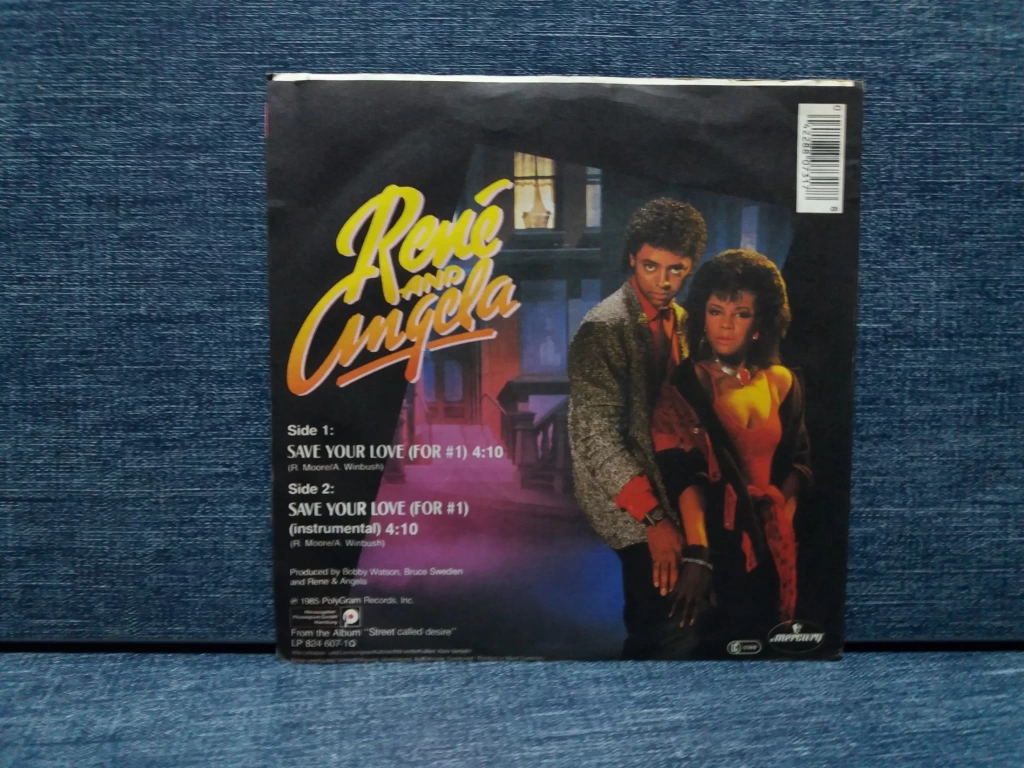 René
AND
Angela
Side 1:
SAVE YOUR LOVE (FOR #1) 4:10
(R. Moore/A. Winbush)
Side 2:
SAVE YOUR LOVE (FOR #1)
(instrumental) 4:10
(R. Moore/A. Winbush)
Produced by Bobby Watson, Bruce Swedien
and Rene & Angela
℗ 1985 PolyGram Records, Inc.
From the Album "Street called desire"
LP 824 607-1Q
mercury